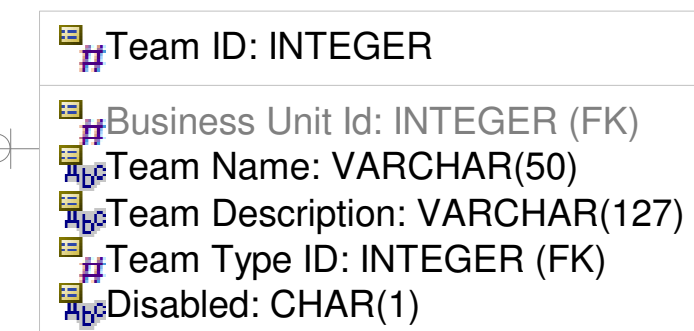 Team ID: INTEGER
Business Unit Id: INTEGER (FK)
Team Name: VARCHAR(50)
Team Description: VARCHAR(127)
Team Type ID: INTEGER (FK)
Disabled: CHAR(1)